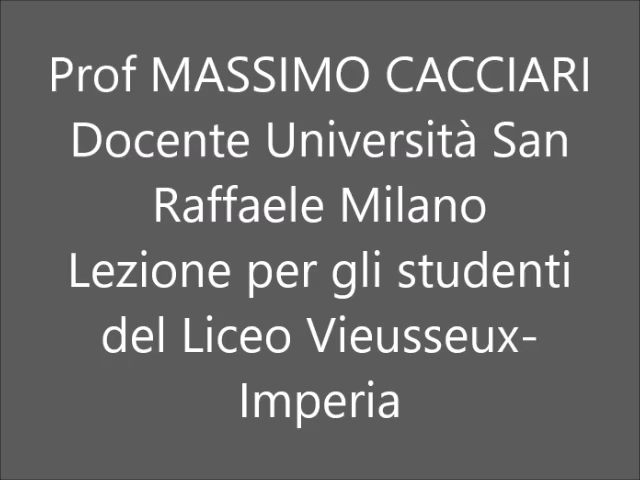 Prof MASSIMO CACCIARI
Docente Università San
Raffaele Milano
Lezione per gli studenti
del Liceo Vieusseux-
Imperia